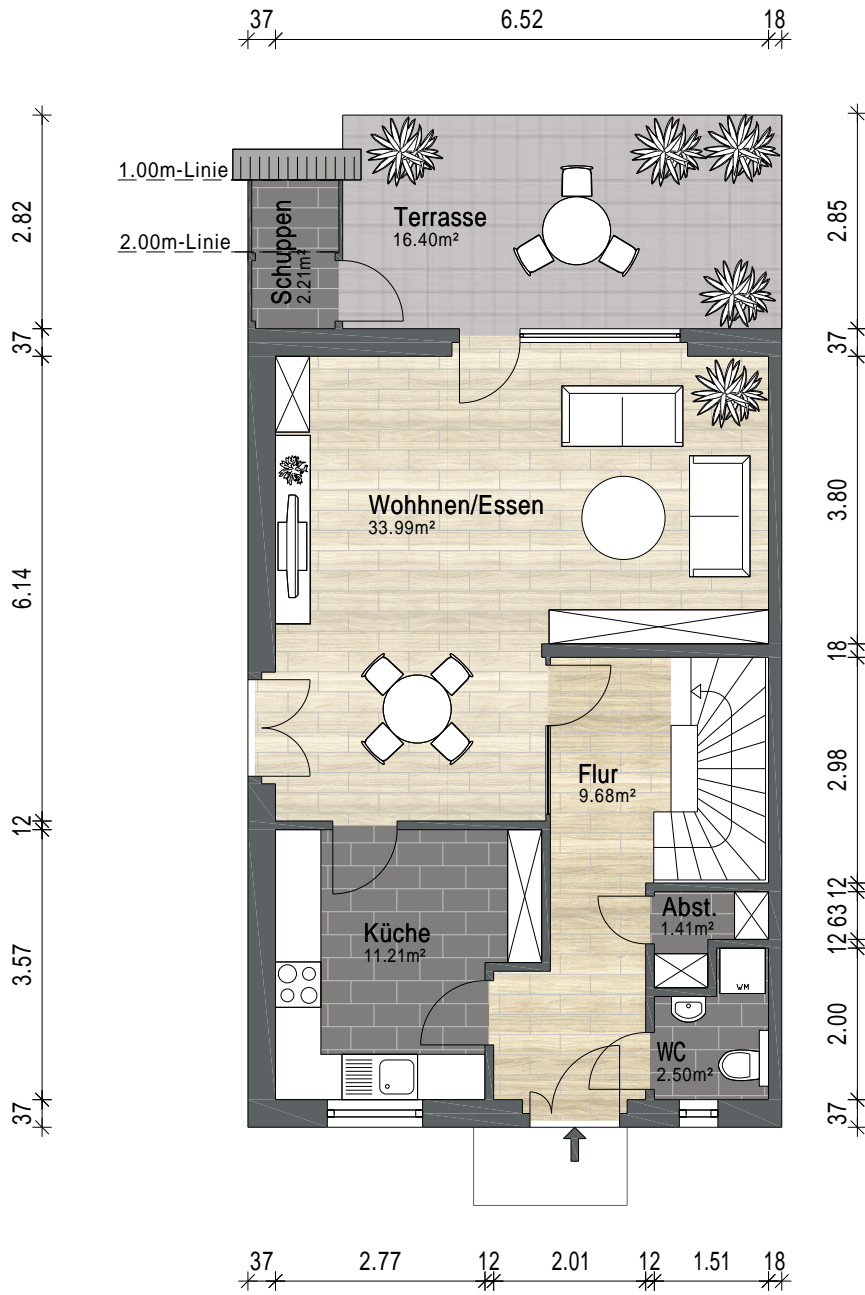 37 6.52 18
1.00m-Linie
2.00m-Linie
Schuppen
2.21m²
Terrasse
16.40m²
2.82
37
6.14
12
3.57
37
2.85
37
3.80
18
2.98
12
63
12
2.00
37
Wohhnen/Essen
33.99m²
Flur
9.68m²
Küche
11.21m²
Abst.
1.41m²
WM
WC
2.50m²
37 2.77 12 2.01 12 1.51 18